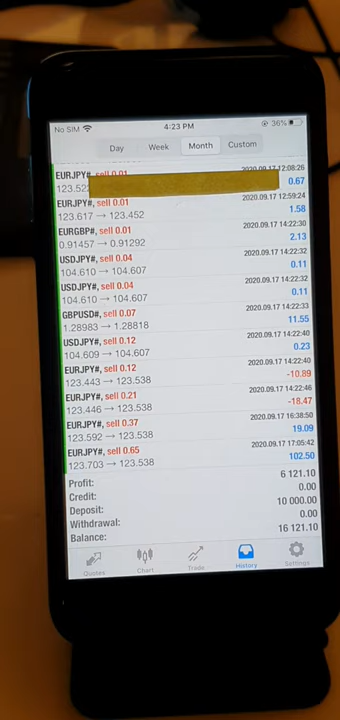 No SIM 4:23 PM 36%
Day Week Month Custom
EURJPY#, sell 0.01 2020.09.17 12:08:26
123.52 0.67
EURJPY#, sell 0.01 2020.09.17 12:59:24
123.617 → 123.452 1.58
EURGBP#, sell 0.01 2020.09.17 14:22:30
0.91457 → 0.91292 2.13
USDJPY#, sell 0.04 2020.09.17 14:22:32
104.610 → 104.607 0.11
USDJPY#, sell 0.04 2020.09.17 14:22:32
104.610 → 104.607 0.11
GBPUSD#, sell 0.07 2020.09.17 14:22:33
1.28983 → 1.28818 11.55
USDJPY#, sell 0.12 2020.09.17 14:22:40
104.609 → 104.607 0.23
EURJPY#, sell 0.12 2020.09.17 14:22:40
123.443 → 123.538 -10.89
EURJPY#, sell 0.21 2020.09.17 14:22:46
123.446 → 123.538 -18.47
EURJPY#, sell 0.37 2020.09.17 16:38:50
123.592 → 123.538 19.09
EURJPY#, sell 0.65 2020.09.17 17:05:42
123.703 → 123.538 102.50
Profit: 6 121.10
Credit: 0.00
Deposit: 10 000.00
Withdrawal: 0.00
Balance: 16 121.10
Quotes Chart Trade History Settings